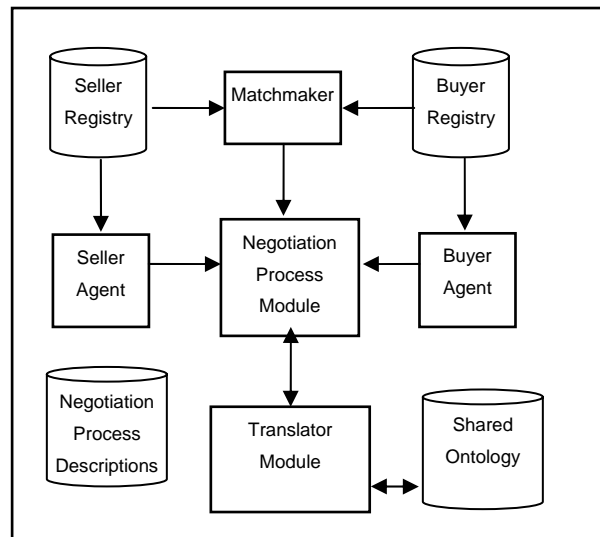 Seller
Registry
Matchmaker
Buyer
Registry
Seller
Agent
Negotiation
Process
Module
Buyer
Agent
Negotiation
Process
Descriptions
Translator
Module
Shared
Ontology